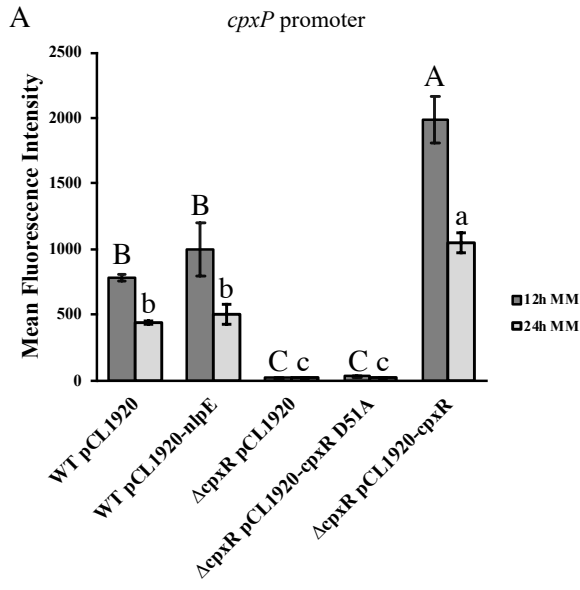 A
cpxP promoter
Mean Fluorescence Intensity
2500
2000
1500
1000
500
0
B
b
B
b
C c
C c
A
a
12h MM
24h MM
WT pCL1920
WT pCL1920-nlpE
ΔcpxR pCL1920
ΔcpxR pCL1920-cpxR D51A
ΔcpxR pCL1920-cpxR